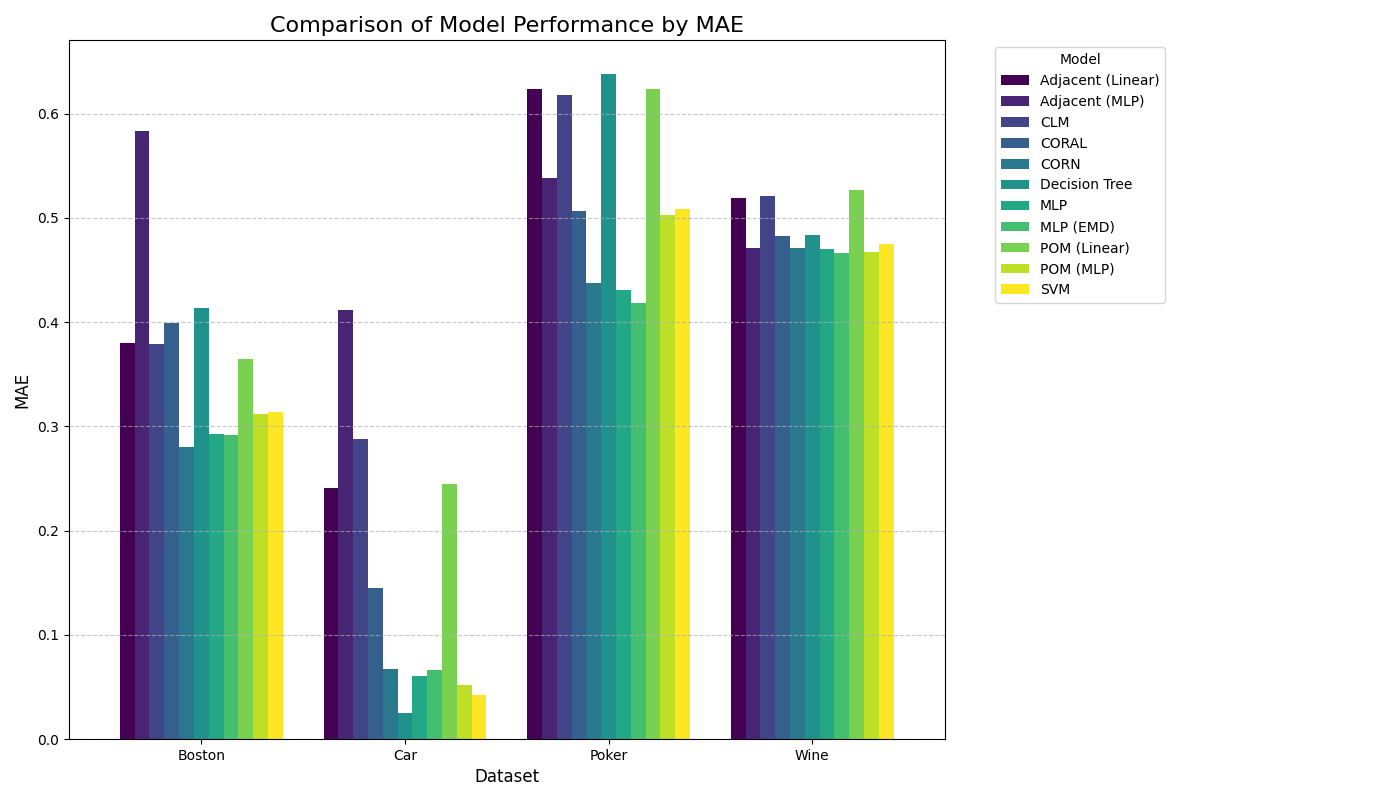 Comparison of Model Performance by MAE
MAE
0.6
0.5
0.4
0.3
0.2
0.1
0.0
Boston
Car
Poker
Wine
Dataset
Model
Adjacent (Linear)
Adjacent (MLP)
CLM
CORAL
CORN
Decision Tree
MLP
MLP (EMD)
POM (Linear)
POM (MLP)
SVM